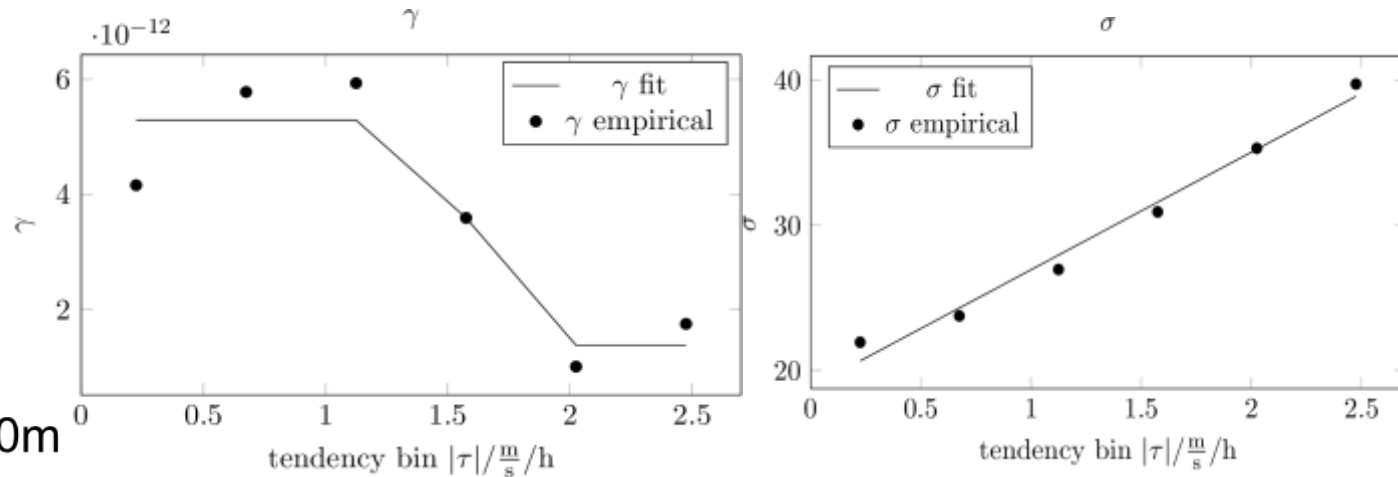 γ
·10⁻¹²
6
4
2
γ
γ fit
γ empirical
0 0.5 1 1.5 2 2.5
tendency bin |τ|/m/s/h
0m
σ
40
30
20
σ
σ fit
σ empirical
0 0.5 1 1.5 2 2.5
tendency bin |τ|/m/s/h